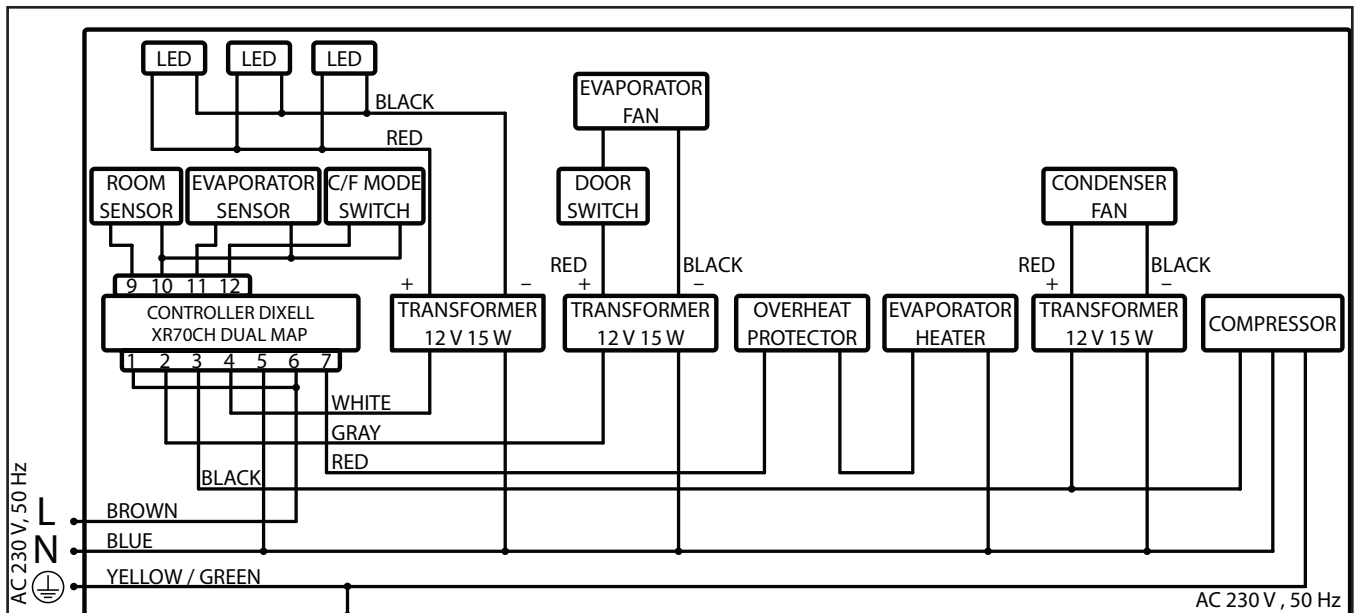 LED LED LED
BLACK
RED
EVAPORATOR
FAN
ROOM
SENSOR
EVAPORATOR
SENSOR
C/F MODE
SWITCH
DOOR
SWITCH
CONDENSER
FAN
9 10 11 12
CONTROLLER DIXELL
XR70CH DUAL MAP
1 2 3 4 5 6 7
+ –
TRANSFORMER
12 V 15 W
RED BLACK
+ –
TRANSFORMER
12 V 15 W
OVERHEAT
PROTECTOR
EVAPORATOR
HEATER
RED BLACK
+ –
TRANSFORMER
12 V 15 W
COMPRESSOR
WHITE
GRAY
RED
BLACK
AC 230 V, 50 Hz
L BROWN
N BLUE
YELLOW / GREEN
AC 230 V , 50 Hz